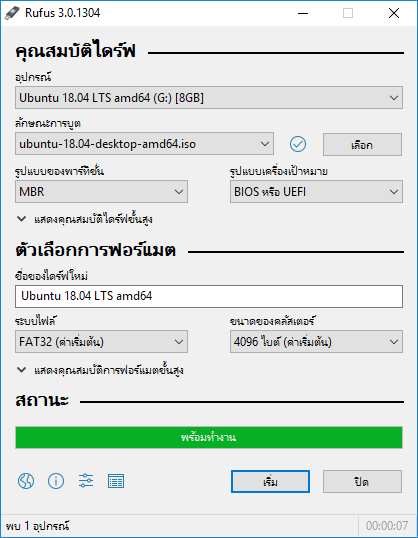 Rufus 3.0.1304
คุณสมบัติไดร์ฟ
อุปกรณ์
Ubuntu 18.04 LTS amd64 (G:) [8GB]
ลักษณะการบูต
ubuntu-18.04-desktop-amd64.iso
เลือก
รูปแบบของพาร์ทิชั่น
รูปแบบเครื่องเป้าหมาย
MBR
BIOS หรือ UEFI
แสดงคุณสมบัติไดร์ฟขั้นสูง
ตัวเลือกการฟอร์แมต
ชื่อของไดร์ฟใหม่
Ubuntu 18.04 LTS amd64
ระบบไฟล์
ขนาดของคลัสเตอร์
FAT32 (ค่าเริ่มต้น)
4096 ไบต์ (ค่าเริ่มต้น)
แสดงคุณสมบัติการฟอร์แมตขั้นสูง
สถานะ
พร้อมทำงาน
เริ่ม
ปิด
พบ 1 อุปกรณ์
00:00:07